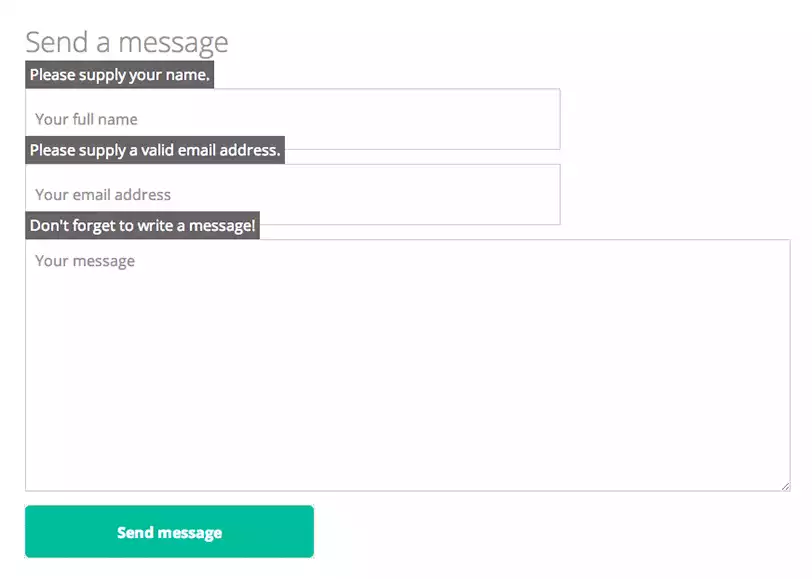 Send a message
Please supply your name.
Your full name
Please supply a valid email address.
Your email address
Don't forget to write a message!
Your message
Send message